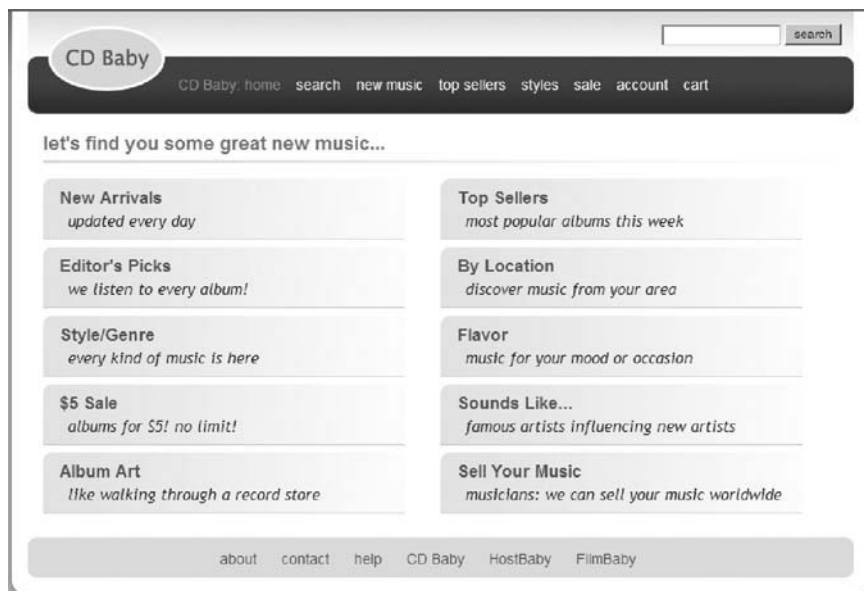 search
CD Baby
CD Baby: home search new music top sellers styles sale account cart
let's find you some great new music...
New Arrivals
updated every day
Top Sellers
most popular albums this week
Editor's Picks
we listen to every album!
By Location
discover music from your area
Style/Genre
every kind of music is here
Flavor
music for your mood or occasion
$5 Sale
albums for $5! no limit!
Sounds Like...
famous artists influencing new artists
Album Art
like walking through a record store
Sell Your Music
musicians: we can sell your music worldwide
about contact help CD Baby HostBaby FilmBaby